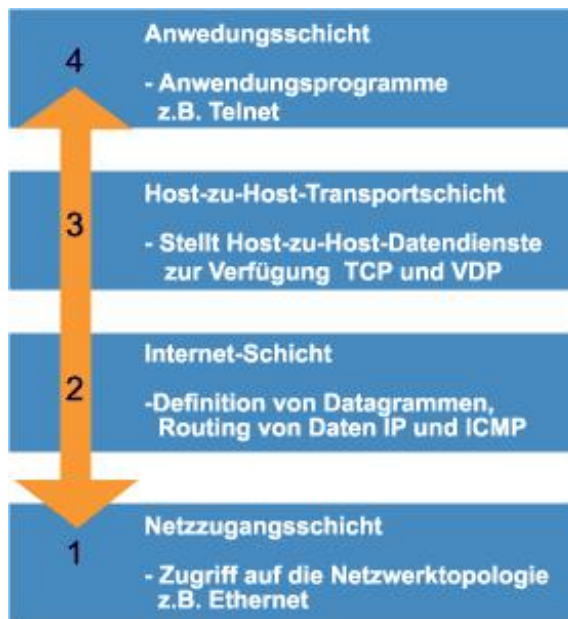 4
Anwedungsschicht
- Anwendungsprogramme
z.B. Telnet
3
Host-zu-Host-Transportschicht
- Stellt Host-zu-Host-Datendienste
zur Verfügung TCP und VDP
2
Internet-Schicht
-Definition von Datagrammen,
Routing von Daten IP und ICMP
1
Netzzugangsschicht
- Zugriff auf die Netzwerktopologie
z.B. Ethernet